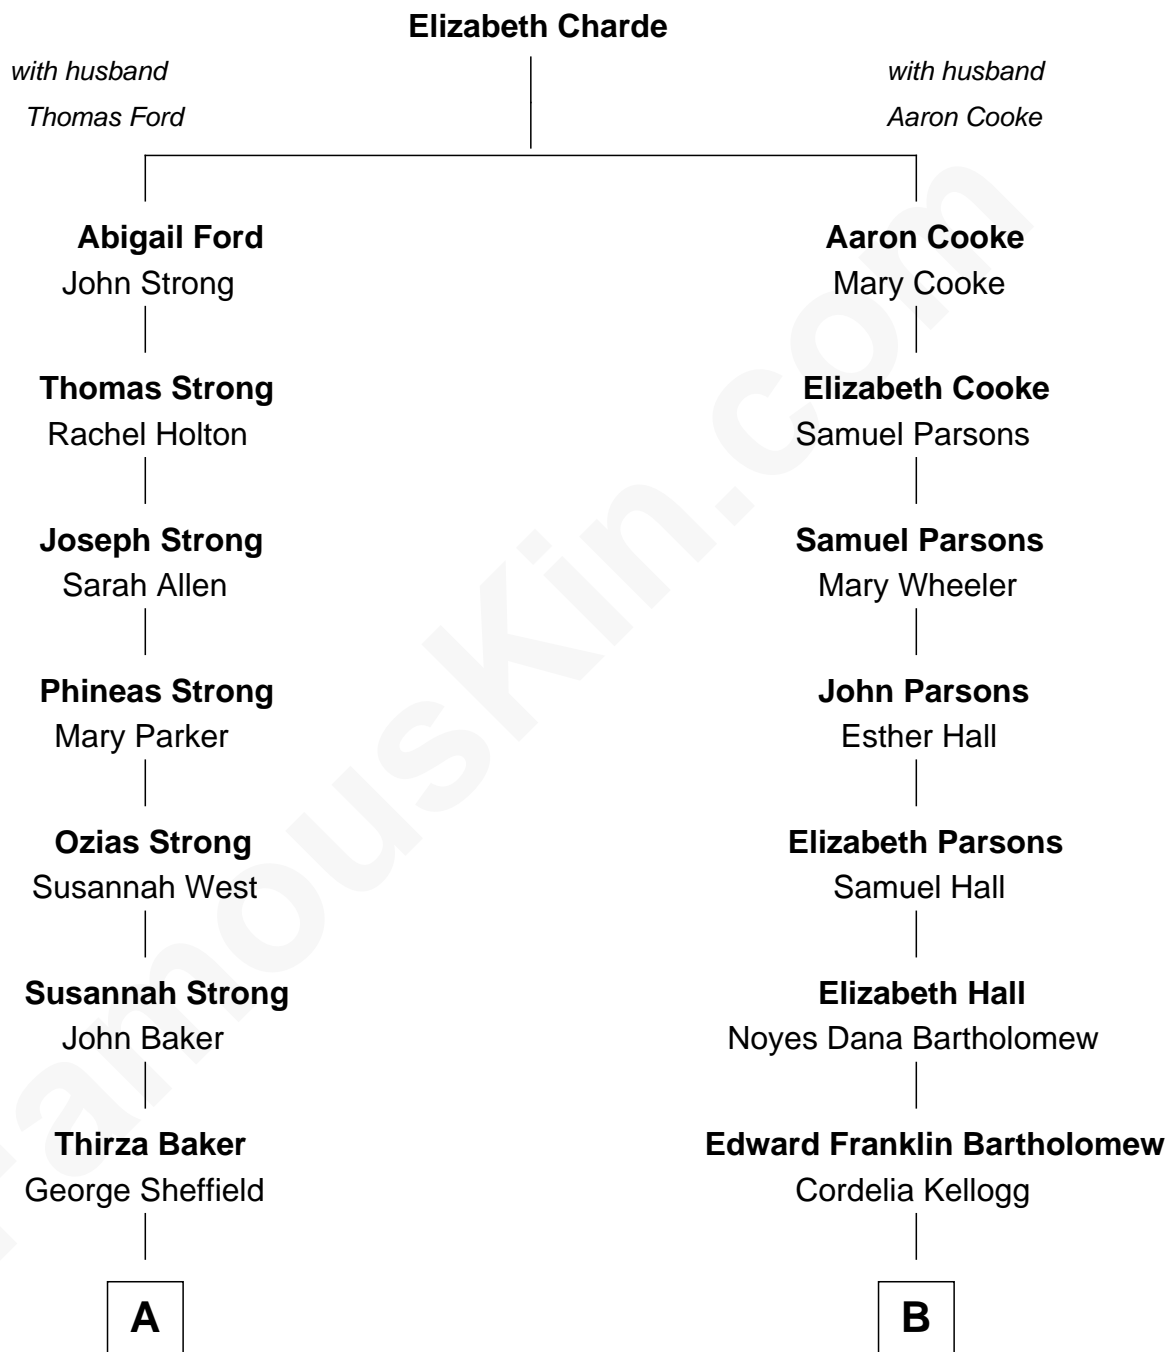 Elizabeth Charde
with husband with husband
Thomas Ford Aaron Cooke
Abigail Ford Aaron Cooke
John Strong Mary Cooke
Thomas Strong Elizabeth Cooke
Rachel Holton Samuel Parsons
Joseph Strong Samuel Parsons
Sarah Allen Mary Wheeler
Phineas Strong John Parsons
Mary Parker Esther Hall
Ozias Strong Elizabeth Parsons
Susannah West Samuel Hall
Susannah Strong Elizabeth Hall
John Baker Noyes Dana Bartholomew
Thirza Baker Edward Franklin Bartholomew
George Sheffield Cordelia Kellogg
A B
FamousKin.com